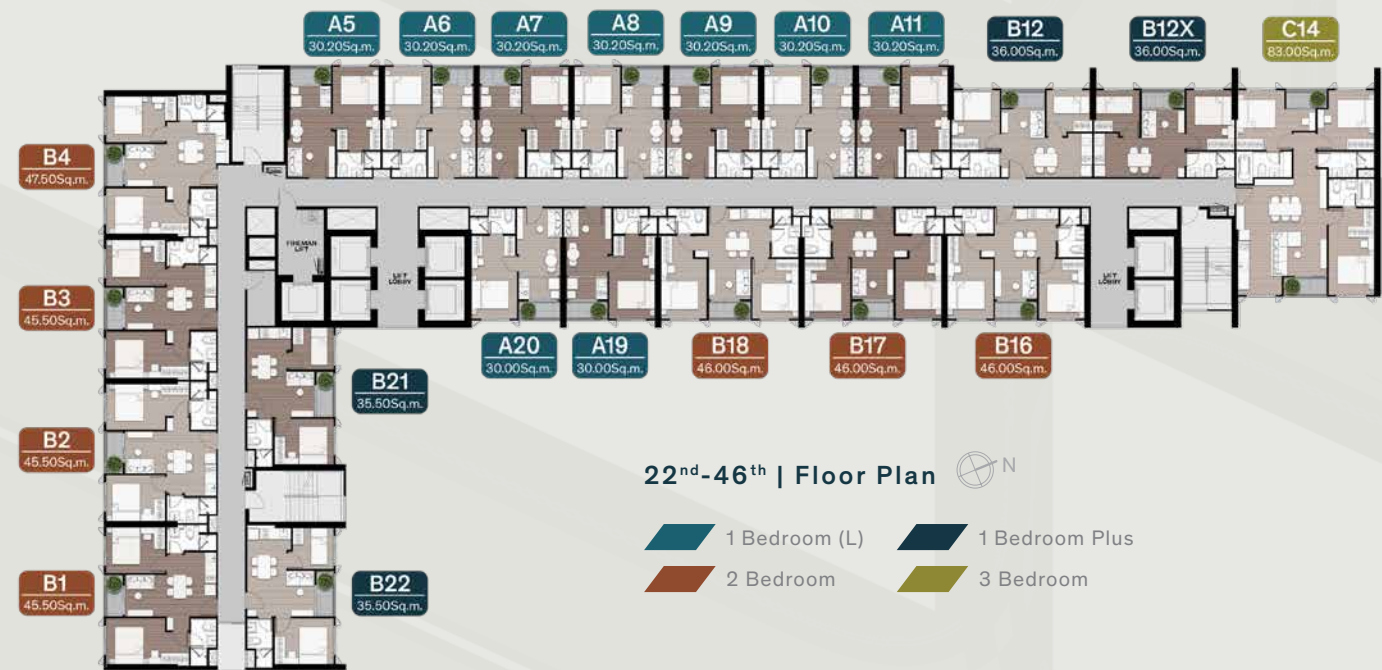 A5
30.20Sq.m.
A6
30.20Sq.m.
A7
30.20Sq.m.
A8
30.20Sq.m.
A9
30.20Sq.m.
A10
30.20Sq.m.
A11
30.20Sq.m.
B12
36.00Sq.m.
B12X
36.00Sq.m.
C14
83.00Sq.m.
B4
47.50Sq.m.
FIREMAN
LIFT
LIFT
LOBBY
LIFT
LOBBY
B3
45.50Sq.m.
A20
30.00Sq.m.
A19
30.00Sq.m.
B18
46.00Sq.m.
B17
46.00Sq.m.
B16
46.00Sq.m.
B21
35.50Sq.m.
B2
45.50Sq.m.
22nd-46th | Floor Plan N
1 Bedroom (L)
1 Bedroom Plus
2 Bedroom
3 Bedroom
B1
45.50Sq.m.
B22
35.50Sq.m.